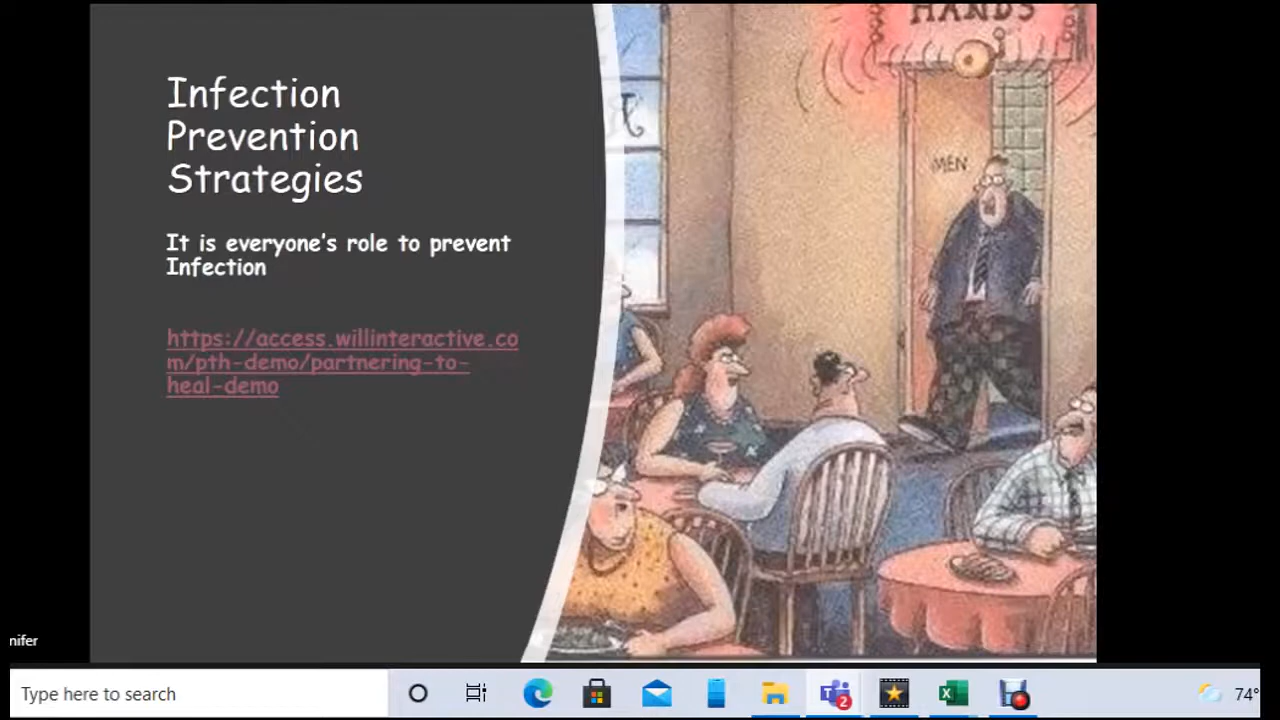 HANDS
Infection
Prevention
Strategies
It is everyone's role to prevent
Infection
https://access.willinteractive.co
m/pth-demo/partnering-to-
heal-demo
MEN
nifer
Type here to search
2
74°